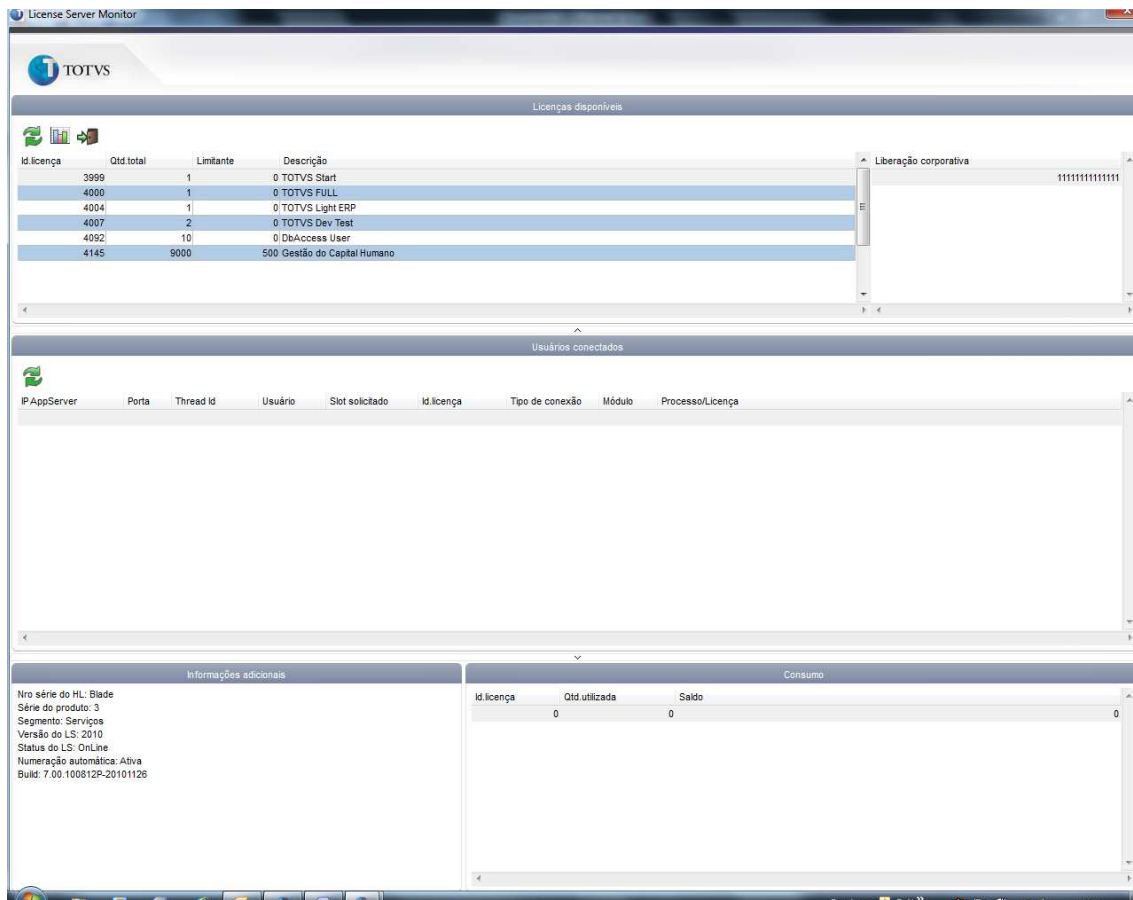 License Server Monitor
TOTVS
Licenças disponíveis
Id.licença Qtd.total Limitante Descrição
3999 1 0 TOTVS Start
4000 1 0 TOTVS FULL
4004 1 0 TOTVS Light ERP
4007 2 0 TOTVS Dev Test
4092 10 0 DbAccess User
4145 9000 500 Gestão do Capital Humano
Liberação corporativa
11111111111111
Usuários conectados
IP AppServer Porta Thread Id Usuário Slot solicitado Id.licença Tipo de conexão Módulo Processo/Licença
Informações adicionais
Nro série do HL: Blade
Série do produto: 3
Segmento: Serviços
Versão do LS: 2010
Status do LS: OnLine
Numeração automática: Ativa
Build: 7.00.100812P-20101126
Consumo
Id.licença Qtd.utilizada Saldo
0 0 0